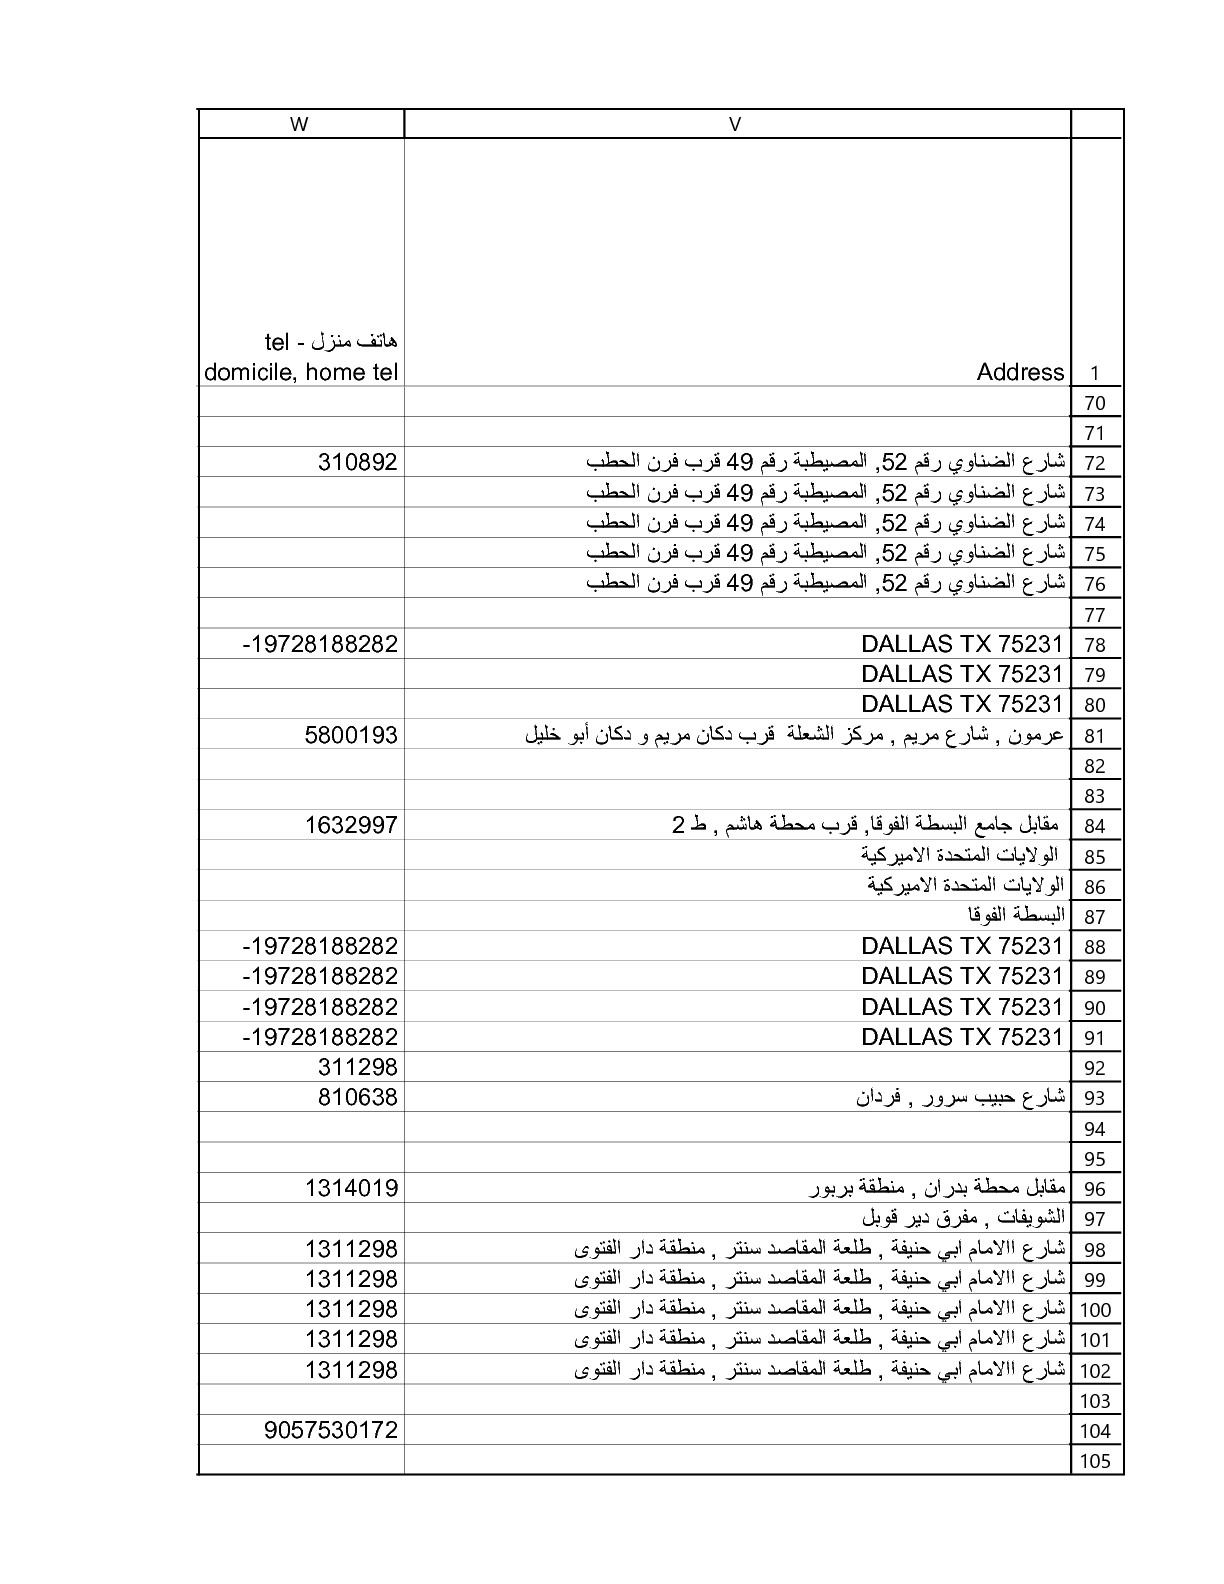 V W
1 Address هاتف منزل - tel
domicile, home tel
70
71
72 شارع الضناوي رقم 52, المصيطبة رقم 49 قرب فرن الحطب 310892
73 شارع الضناوي رقم 52, المصيطبة رقم 49 قرب فرن الحطب
74 شارع الضناوي رقم 52, المصيطبة رقم 49 قرب فرن الحطب
75 شارع الضناوي رقم 52, المصيطبة رقم 49 قرب فرن الحطب
76 شارع الضناوي رقم 52, المصيطبة رقم 49 قرب فرن الحطب
77
78 DALLAS TX 75231 -19728188282
79 DALLAS TX 75231
80 DALLAS TX 75231
81 عرمون , شارع مريم , مركز الشعلة قرب دكان مريم و دكان أبو خليل 5800193
82
83
84 مقابل جامع البسطة الفوقا, قرب محطة هاشم , ط 2 1632997
85 الولايات المتحدة الاميركية
86 الولايات المتحدة الاميركية
87 البسطة الفوقا
88 DALLAS TX 75231 -19728188282
89 DALLAS TX 75231 -19728188282
90 DALLAS TX 75231 -19728188282
91 DALLAS TX 75231 -19728188282
92 311298
93 شارع حبيب سرور , فردان 810638
94
95
96 مقابل محطة بدران , منطقة بربور 1314019
97 الشويفات , مفرق دير قوبل
98 شارع االامام ابي حنيفة , طلعة المقاصد سنتر , منطقة دار الفتوى 1311298
99 شارع االامام ابي حنيفة , طلعة المقاصد سنتر , منطقة دار الفتوى 1311298
100 شارع االامام ابي حنيفة , طلعة المقاصد سنتر , منطقة دار الفتوى 1311298
101 شارع االامام ابي حنيفة , طلعة المقاصد سنتر , منطقة دار الفتوى 1311298
102 شارع االامام ابي حنيفة , طلعة المقاصد سنتر , منطقة دار الفتوى 1311298
103
104 9057530172
105